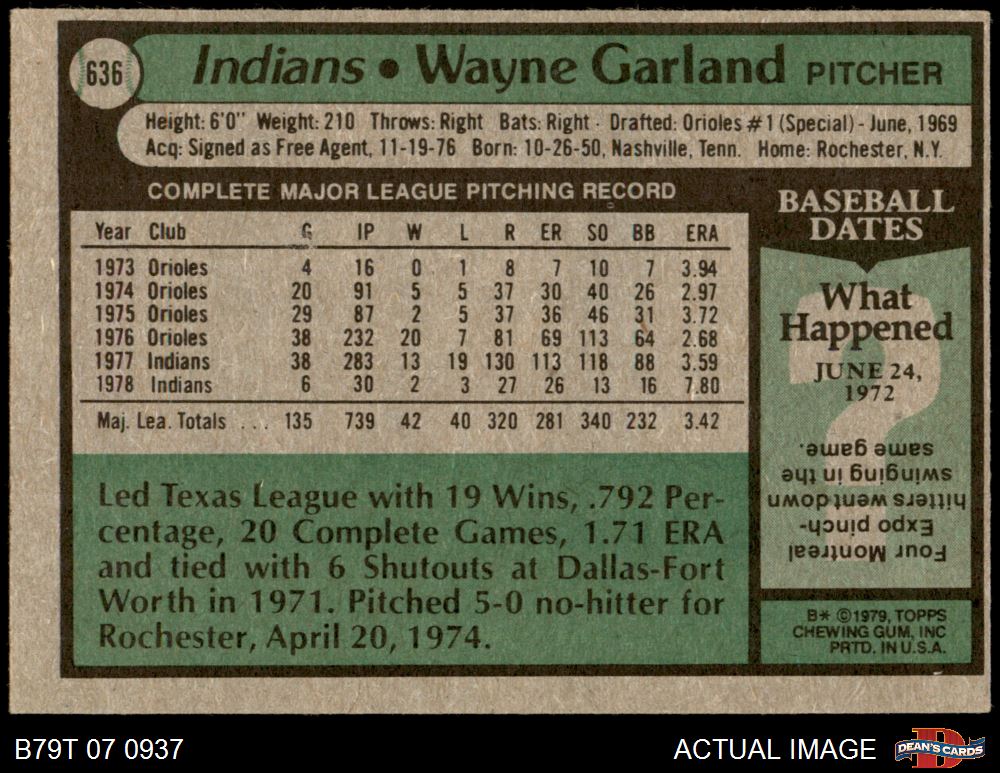 636
Indians • Wayne Garland PITCHER
Height: 6'0" Weight: 210 Throws: Right Bats: Right · Drafted: Orioles #1 (Special) - June, 1969
Acq: Signed as Free Agent, 11-19-76 Born: 10-26-50, Nashville, Tenn. Home: Rochester, N.Y.
COMPLETE MAJOR LEAGUE PITCHING RECORD
Year Club G IP W L R ER SO BB ERA
1973 Orioles 4 16 0 1 8 7 10 7 3.94
1974 Orioles 20 91 5 5 37 30 40 26 2.97
1975 Orioles 29 87 2 5 37 36 46 31 3.72
1976 Orioles 38 232 20 7 81 69 113 64 2.68
1977 Indians 38 283 13 19 130 113 118 88 3.59
1978 Indians 6 30 2 3 27 26 13 16 7.80
Maj. Lea. Totals ... 135 739 42 40 320 281 340 232 3.42
Led Texas League with 19 Wins, .792 Per-
centage, 20 Complete Games, 1.71 ERA
and tied with 6 Shutouts at Dallas-Fort
Worth in 1971. Pitched 5-0 no-hitter for
Rochester, April 20, 1974.
BASEBALL
DATES
What
Happened
JUNE 24,
1972
Four Montreal
Expo pinch-
hitters went down
swinging in the
same game.
B* ©1979, TOPPS
CHEWING GUM, INC
PRTD. IN U.S.A.
B79T 07 0937
ACTUAL IMAGE
D
DEAN'S CARDS